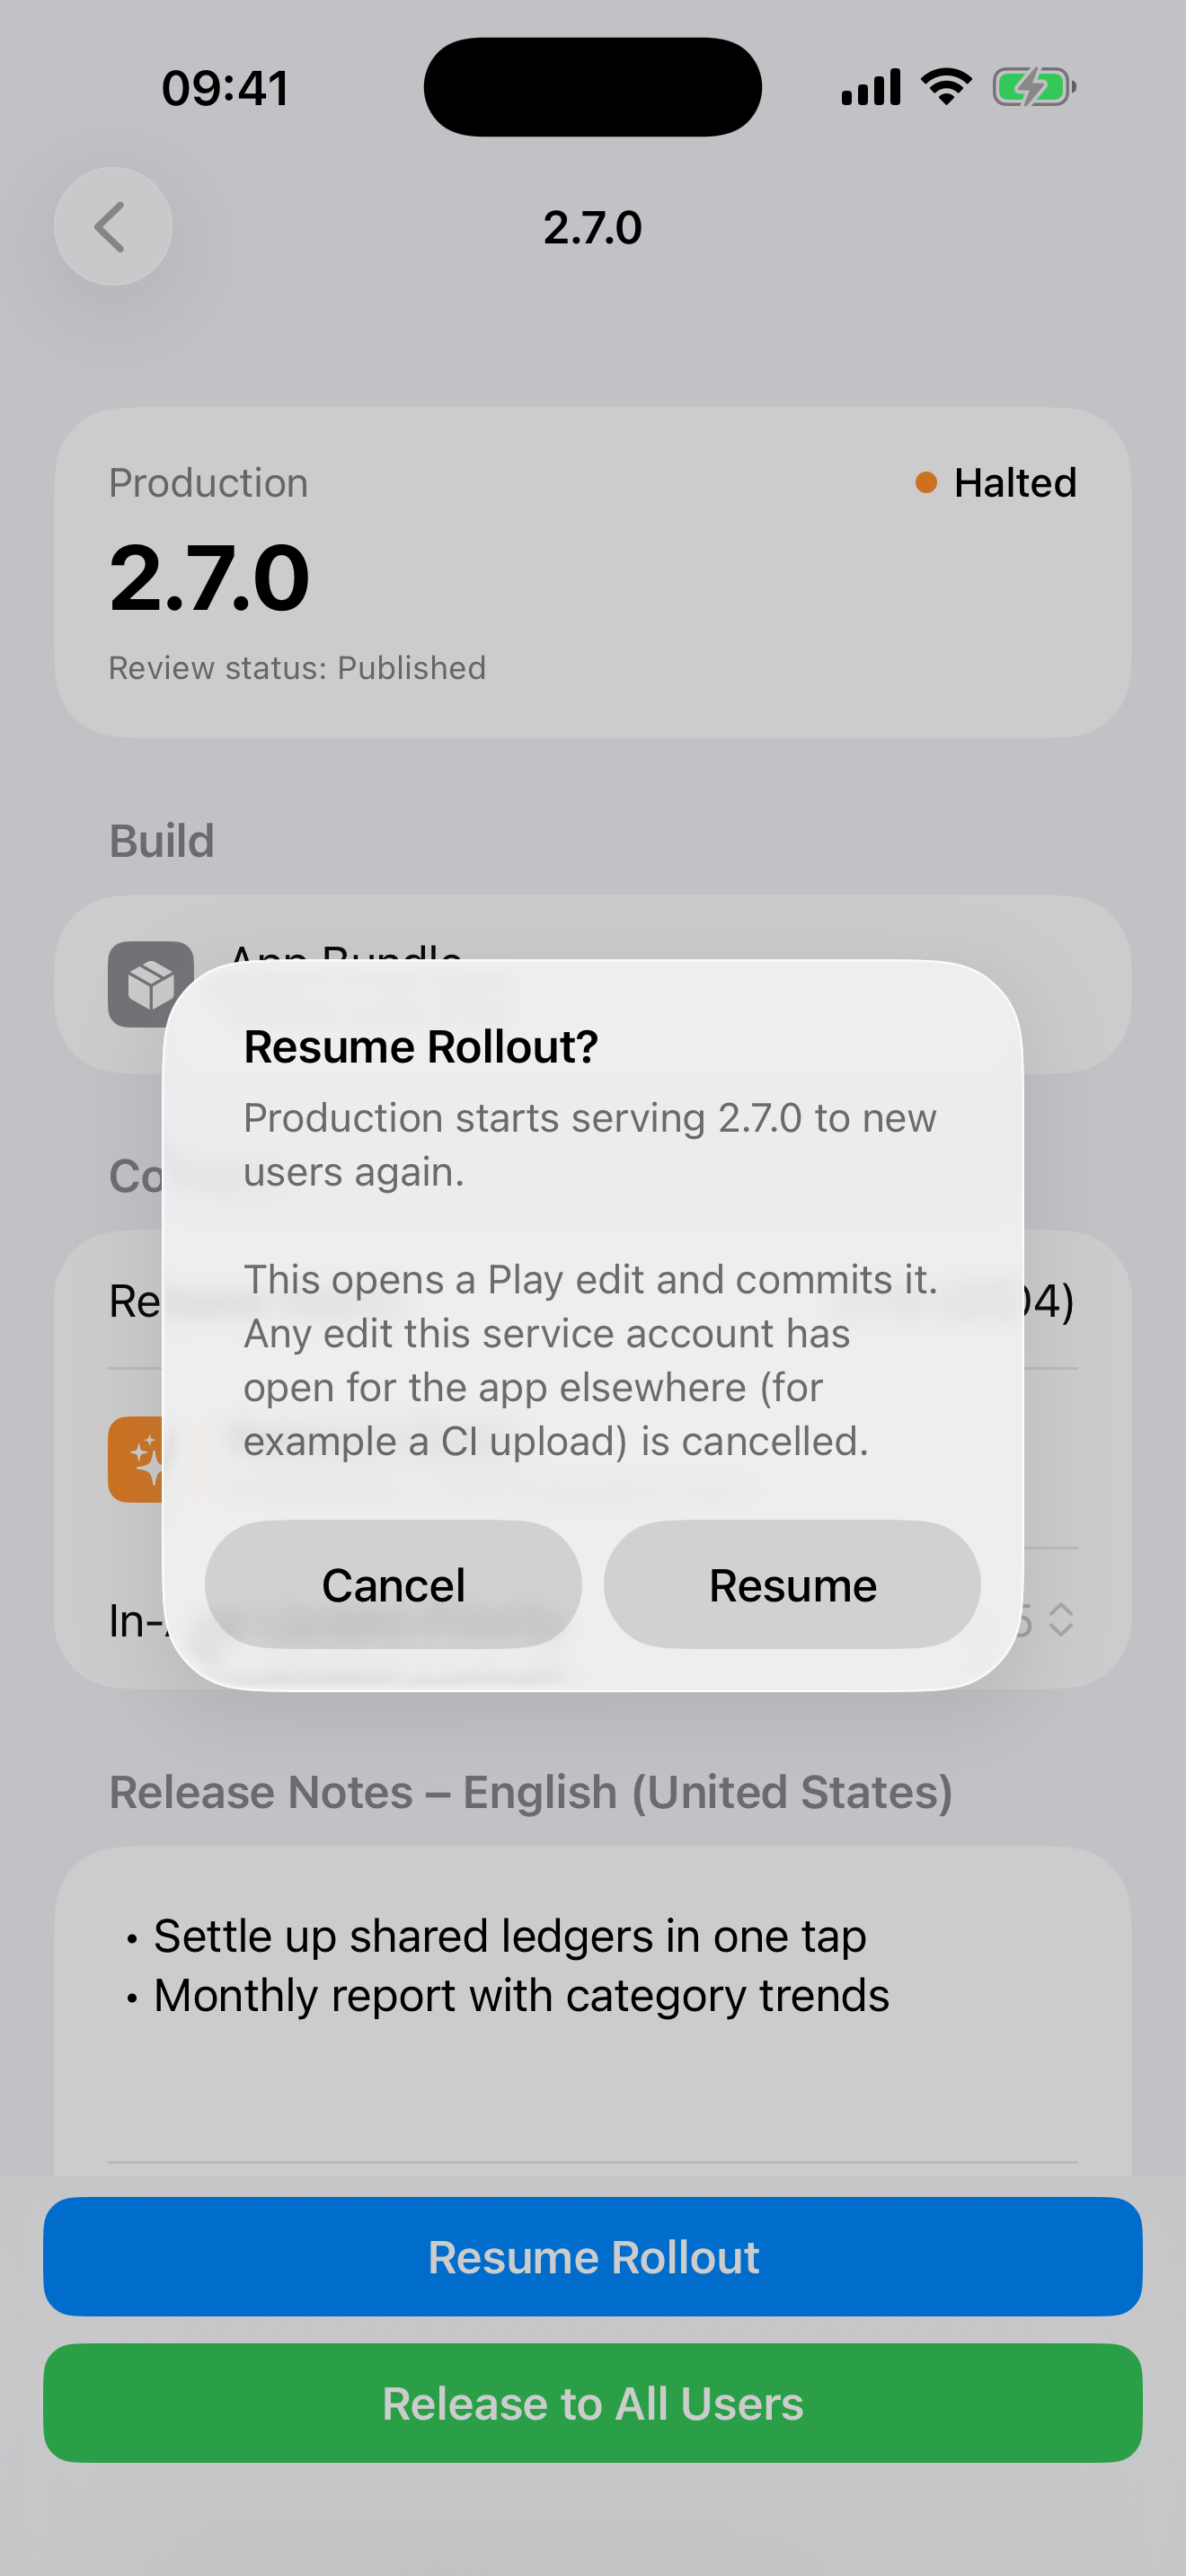 09:41
2.7.0
Production
Halted
2.7.0
Review status: Published
Build
App Bundle
Resume Rollout?
Production starts serving 2.7.0 to new
users again.
This opens a Play edit and commits it.
Any edit this service account has
open for the app elsewhere (for
example a CI upload) is cancelled.
Cancel
Resume
Release Notes – English (United States)
• Settle up shared ledgers in one tap
• Monthly report with category trends
Resume Rollout
Release to All Users